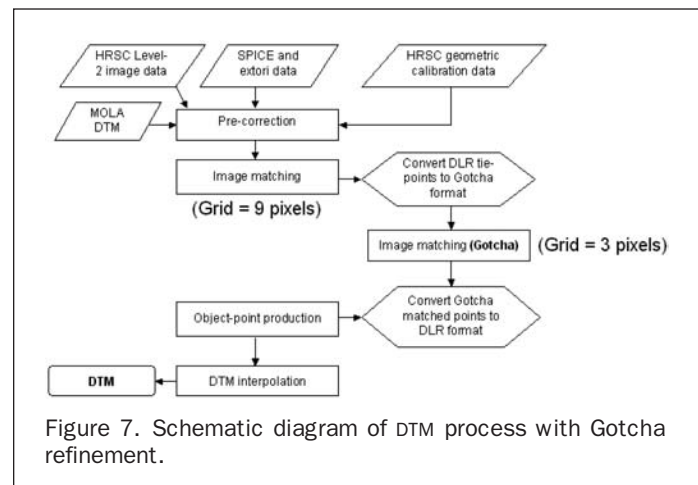 HRSC Level-
2 image data
SPICE and
extori data
HRSC geometric
calibration data
MOLA
DTM
Pre-correction
Image matching
(Grid = 9 pixels)
Convert DLR tie-
points to Gotcha
format
Image matching (Gotcha)
(Grid = 3 pixels)
Object-point production
Convert Gotcha
matched points to
DLR format
DTM
DTM interpolation
Figure 7. Schematic diagram of DTM process with Gotcha
refinement.